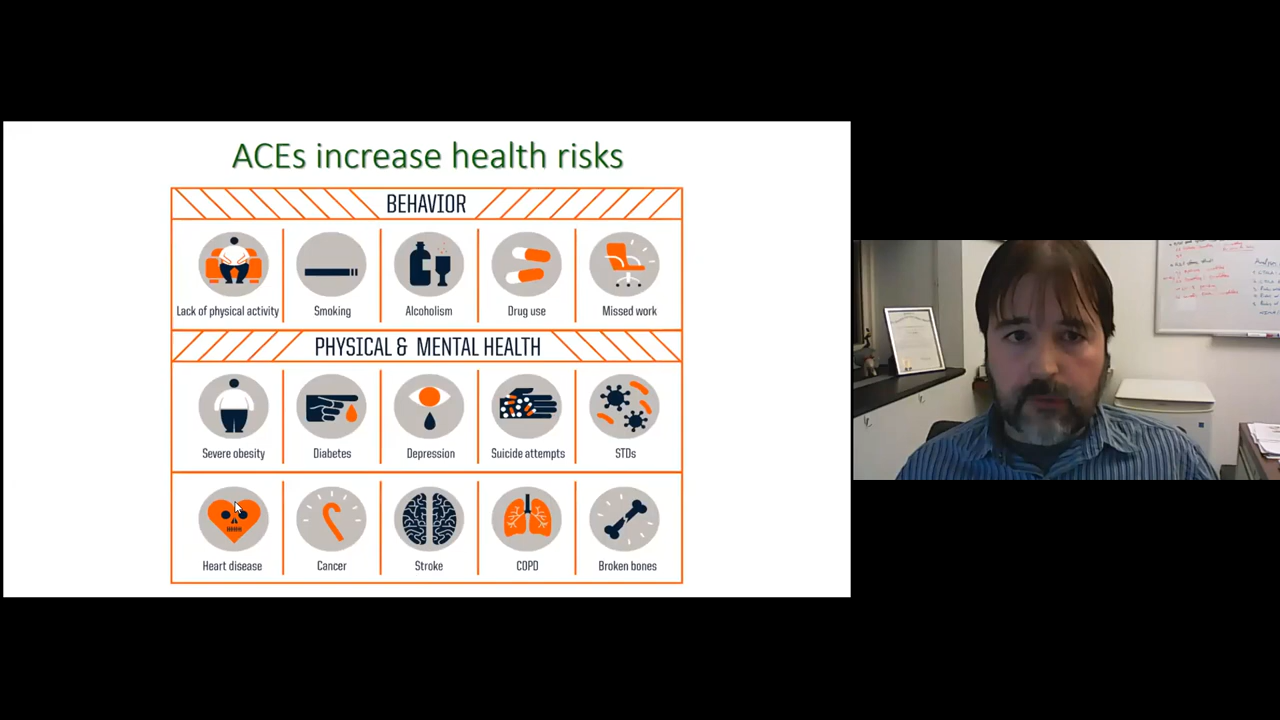 ACEs increase health risks
BEHAVIOR
Lack of physical activity
Smoking
Alcoholism
Drug use
Missed work
PHYSICAL & MENTAL HEALTH
Severe obesity
Diabetes
Depression
Suicide attempts
STDs
Heart disease
Cancer
Stroke
COPD
Broken bones